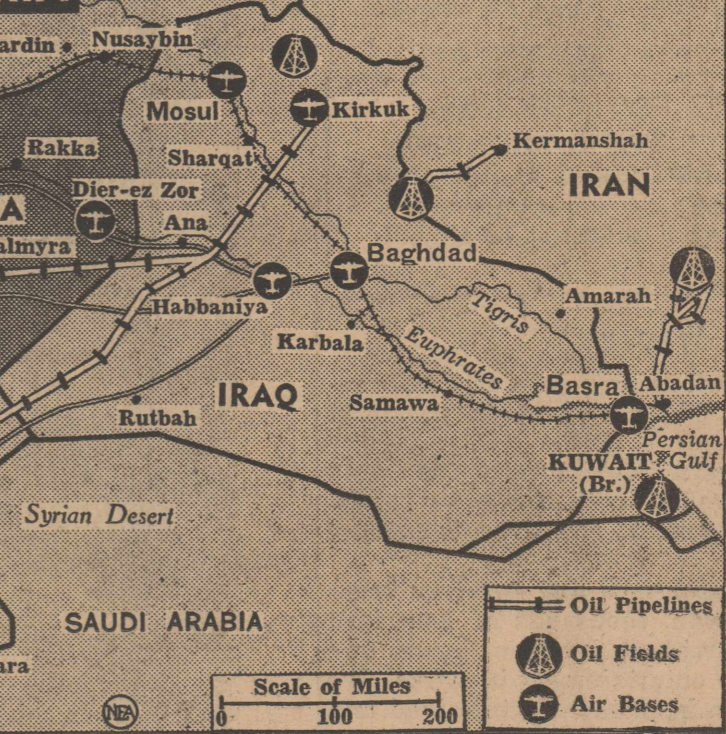 ardin
Nusaybin
Mosul
Kirkuk
Rakka
Sharqat
Kermanshah
Dier-ez Zor
IRAN
A
Ana
almyra
Baghdad
Habbaniya
Tigris
Amarah
Karbala
Euphrates
IRAQ
Samawa
Basra
Abadan
Rutbah
Persian
Gulf
KUWAIT
(Br.)
Syrian Desert
SAUDI ARABIA
ara
NEA
Scale of Miles
0 100 200
Oil Pipelines
Oil Fields
Air Bases